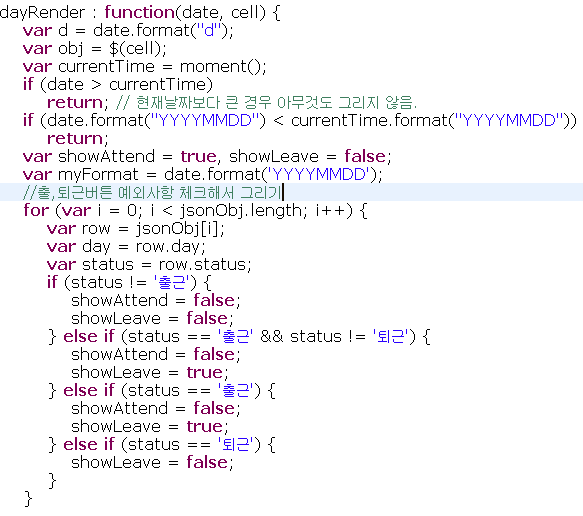 dayRender : function(date, cell) {
var d = date.format("d");
var obj = $(cell);
var currentTime = moment();
if (date > currentTime)
return; // 현재날짜보다 큰 경우 아무것도 그리지 않음.
if (date.format("YYYYMMDD") < currentTime.format("YYYYMMDD"))
return;
var showAttend = true, showLeave = false;
var myFormat = date.format('YYYYMMDD');
//출,퇴근버튼 예외사항 체크해서 그리기
for (var i = 0; i < jsonObj.length; i++) {
var row = jsonObj[i];
var day = row.day;
var status = row.status;
if (status != '출근') {
showAttend = false;
showLeave = false;
} else if (status == '출근' && status != '퇴근') {
showAttend = false;
showLeave = true;
} else if (status == '출근') {
showAttend = false;
showLeave = true;
} else if (status == '퇴근') {
showLeave = false;
}
}